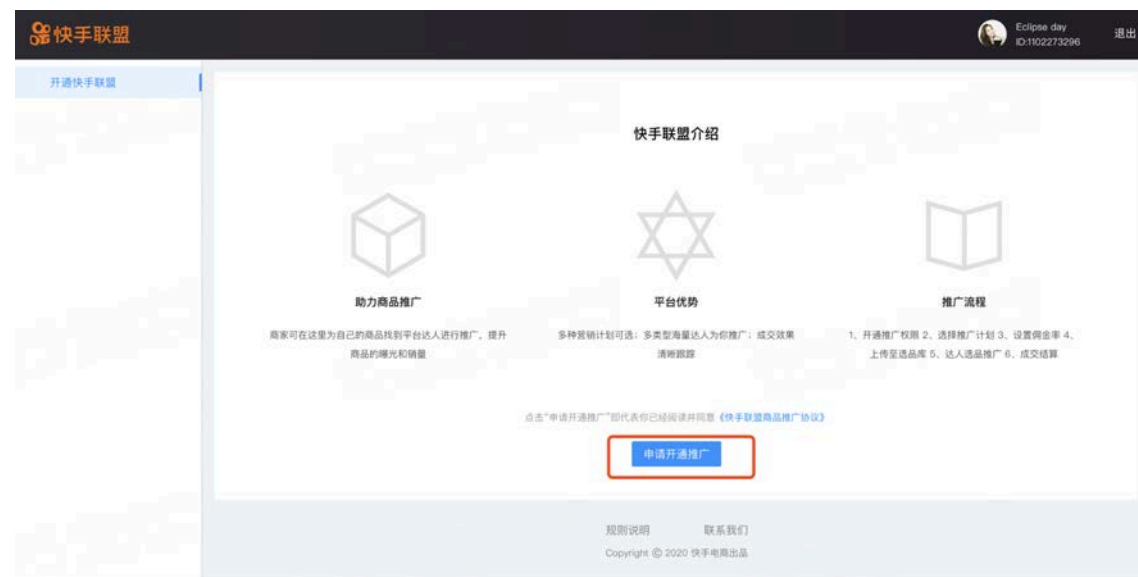 快手联盟
Eclipse day
ID:1102273296
退出
开通快手联盟
快手联盟介绍
助力商品推广
商家可在这里为自己的商品找到平台达人进行推广，提升
商品的曝光和销量
平台优势
多种营销计划可选；多类型海量达人为你推广；成交效果
清晰跟踪
推广流程
1、开通推广权限 2、选择推广计划 3、设置佣金率 4、
上传至选品库 5、达人选品推广 6、成交结算
点击“申请开通推广”即代表你已经阅读并同意《快手联盟商品推广协议》
申请开通推广
规则说明 联系我们
Copyright © 2020 快手电商出品